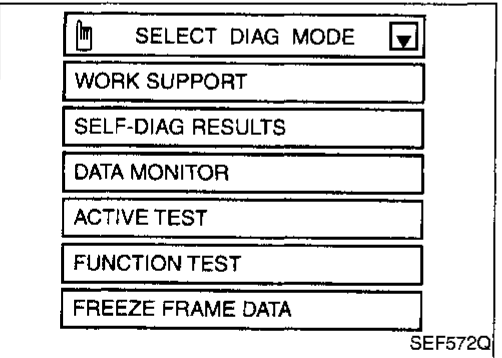 SELECT DIAG MODE
WORK SUPPORT
SELF-DIAG RESULTS
DATA MONITOR
ACTIVE TEST
FUNCTION TEST
FREEZE FRAME DATA
SEF572Q